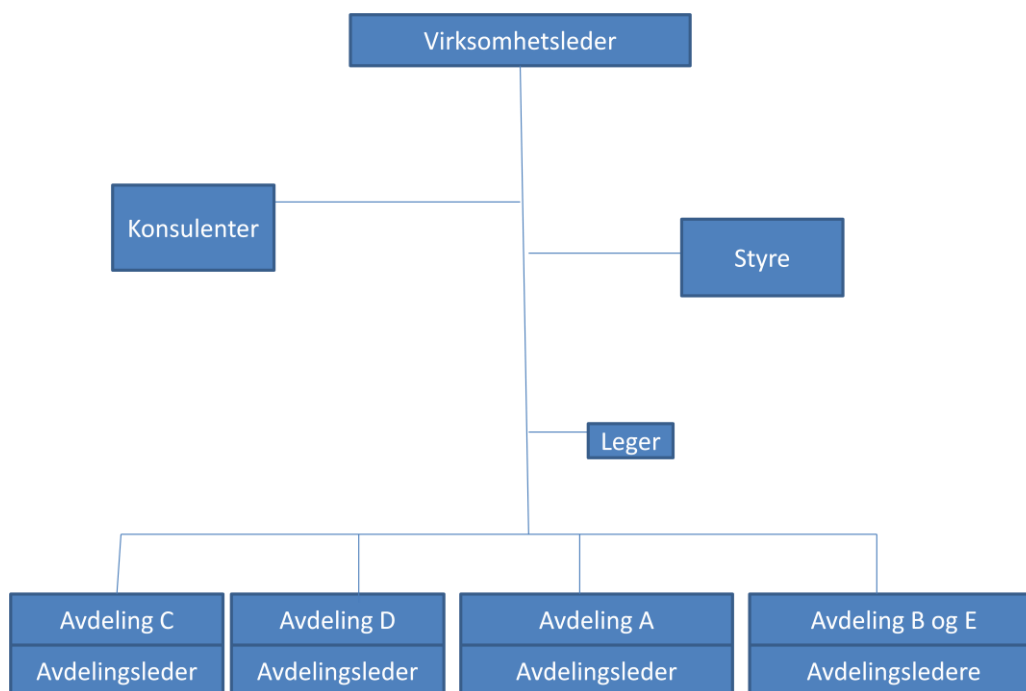 Virksomhetsleder
Konsulenter
Styre
Leger
Avdeling C
Avdelingsleder
Avdeling D
Avdelingsleder
Avdeling A
Avdelingsleder
Avdeling B og E
Avdelingsledere